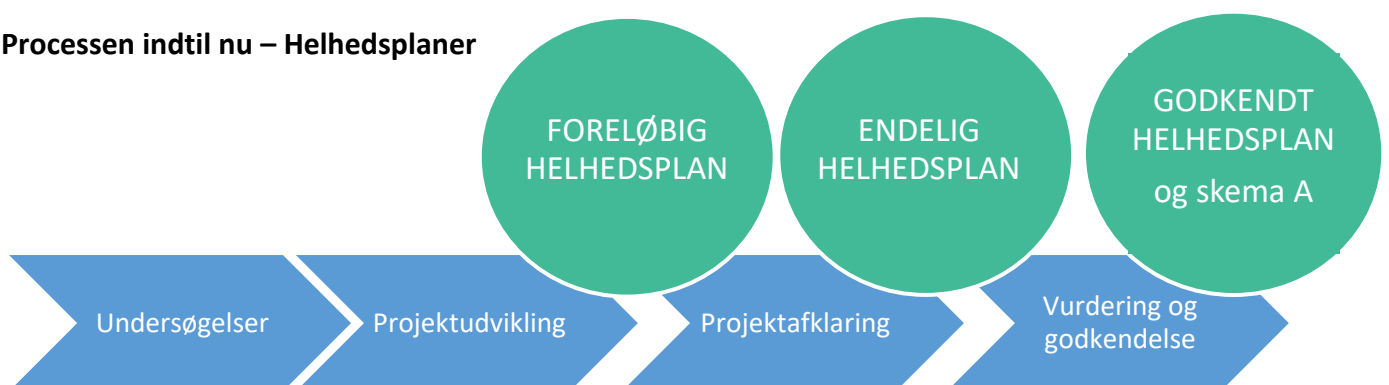 Processen indtil nu – Helhedsplaner
FORELØBIG
HELHEDSPLAN
ENDELIG
HELHEDSPLAN
GODKENDT
HELHEDSPLAN
og skema A
Undersøgelser
Projektudvikling
Projektafklaring
Vurdering og
godkendelse